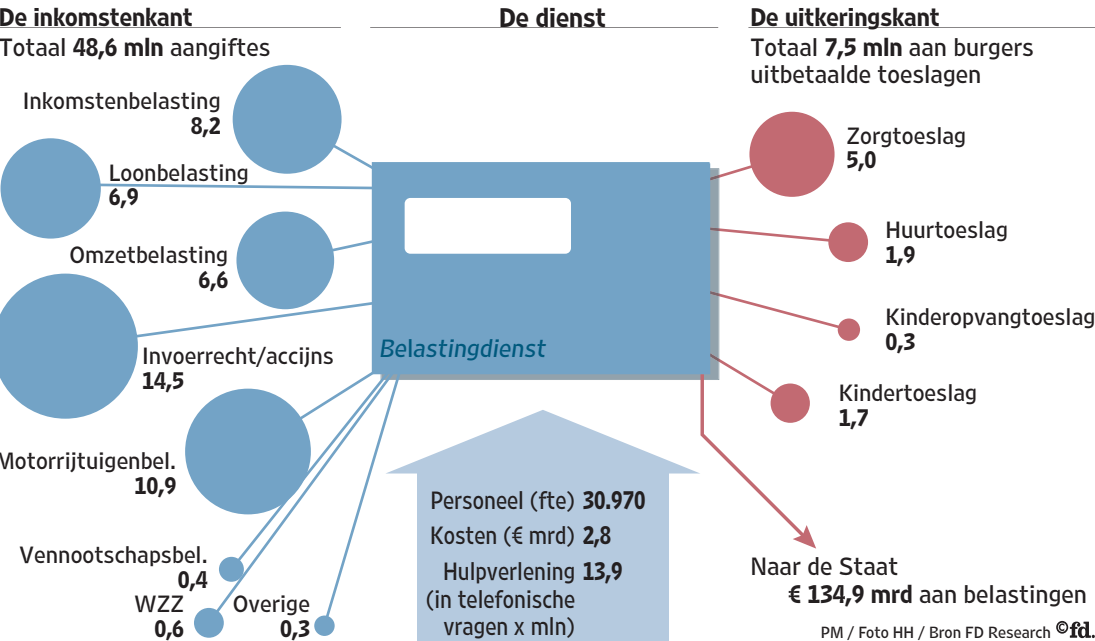 De inkomstenkant
Totaal 48,6 mln aangiftes
Inkomstenbelasting
8,2
Loonbelasting
6,9
Omzetbelasting
6,6
Invoerrecht/accijns
14,5
Motorrijtuigenbel.
10,9
Vennootschapsbel.
0,4
WZZ
0,6
Overige
0,3
De dienst
Belastingdienst
Personeel (fte) 30.970
Kosten (€ mrd) 2,8
Hulpverlening 13,9
(in telefonische
vragen x mln)
De uitkeringskant
Totaal 7,5 mln aan burgers
uitbetaalde toeslagen
Zorgtoeslag
5,0
Huurtoeslag
1,9
Kinderopvangtoeslag
0,3
Kindertoeslag
1,7
Naar de Staat
€ 134,9 mrd aan belastingen
PM / Foto HH / Bron FD Research ©fd.